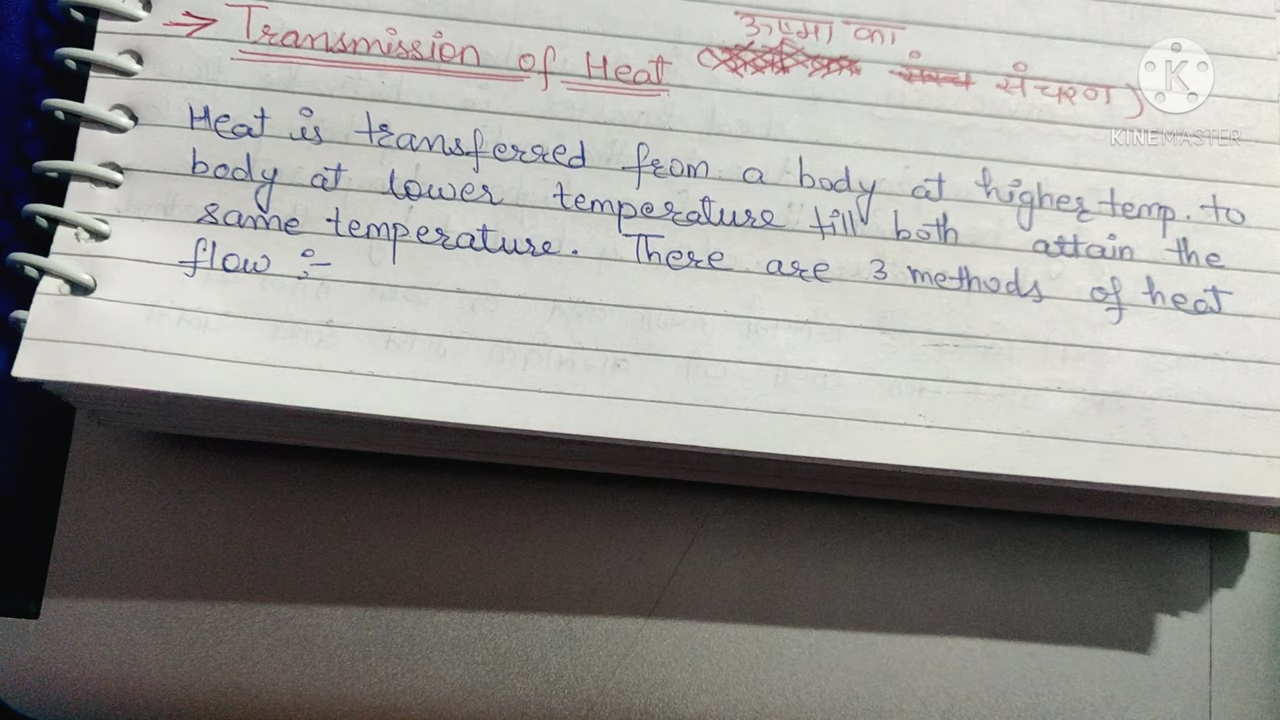 → Transmission of Heat ( ऊष्मा का संचरण )
Heat is transferred from a body at higher temp. to
body at lower temperature till both attain the
same temperature. There are 3 methods of heat
flow :-
KINEMASTER